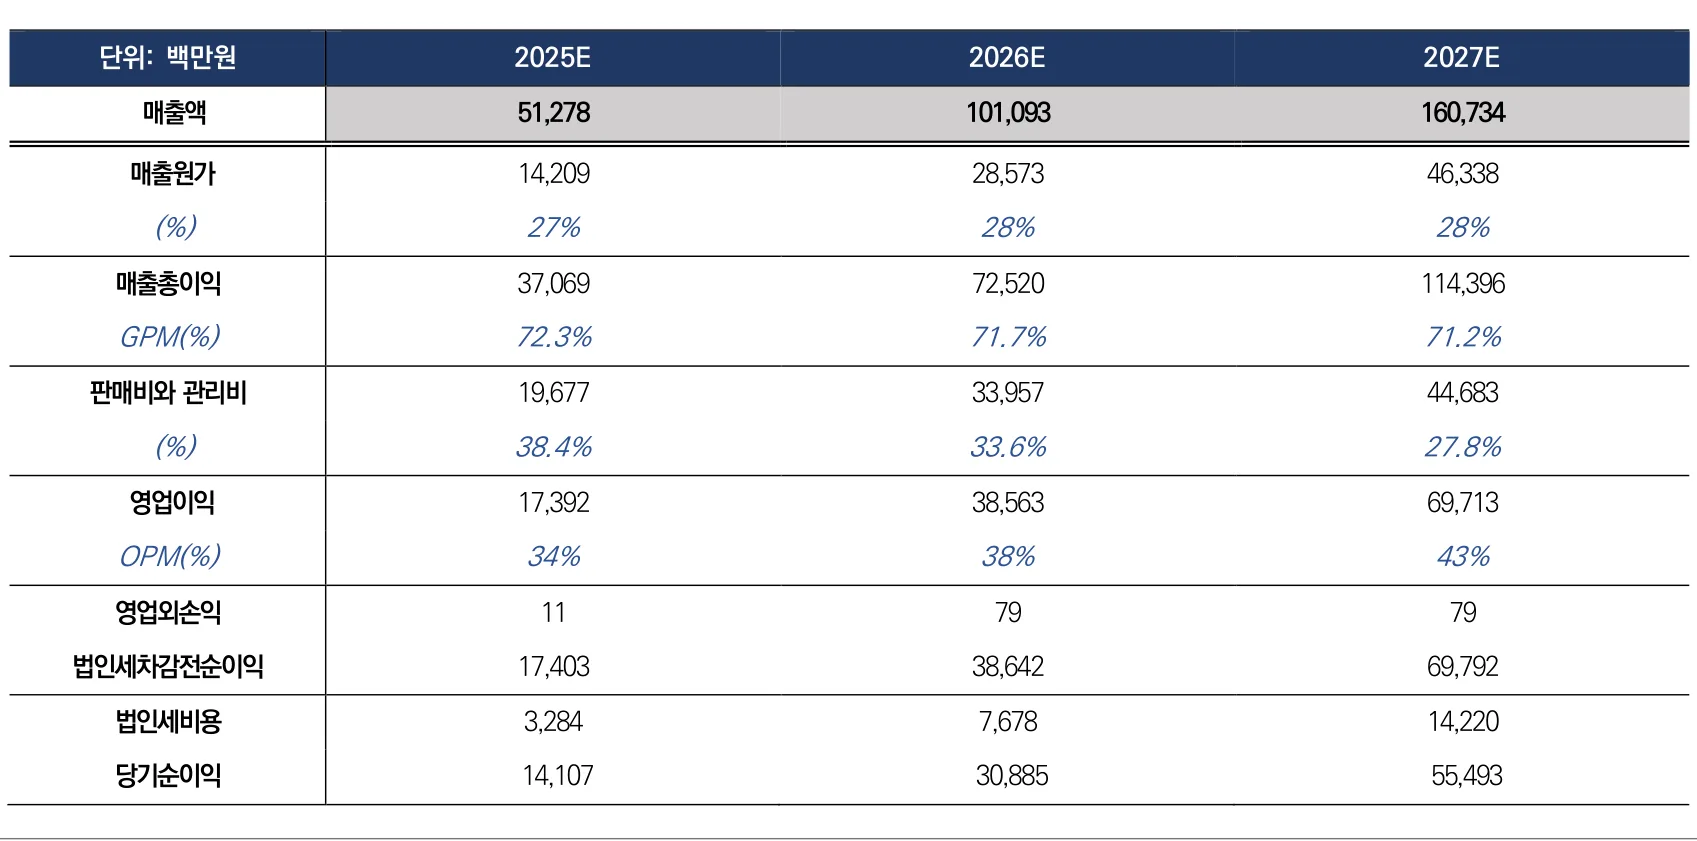 단위: 백만원 2025E 2026E 2027E
매출액 51,278 101,093 160,734
매출원가 14,209 28,573 46,338
(%) 27% 28% 28%
매출총이익 37,069 72,520 114,396
GPM(%) 72.3% 71.7% 71.2%
판매비와 관리비 19,677 33,957 44,683
(%) 38.4% 33.6% 27.8%
영업이익 17,392 38,563 69,713
OPM(%) 34% 38% 43%
영업외손익 11 79 79
법인세차감전순이익 17,403 38,642 69,792
법인세비용 3,284 7,678 14,220
당기순이익 14,107 30,885 55,493